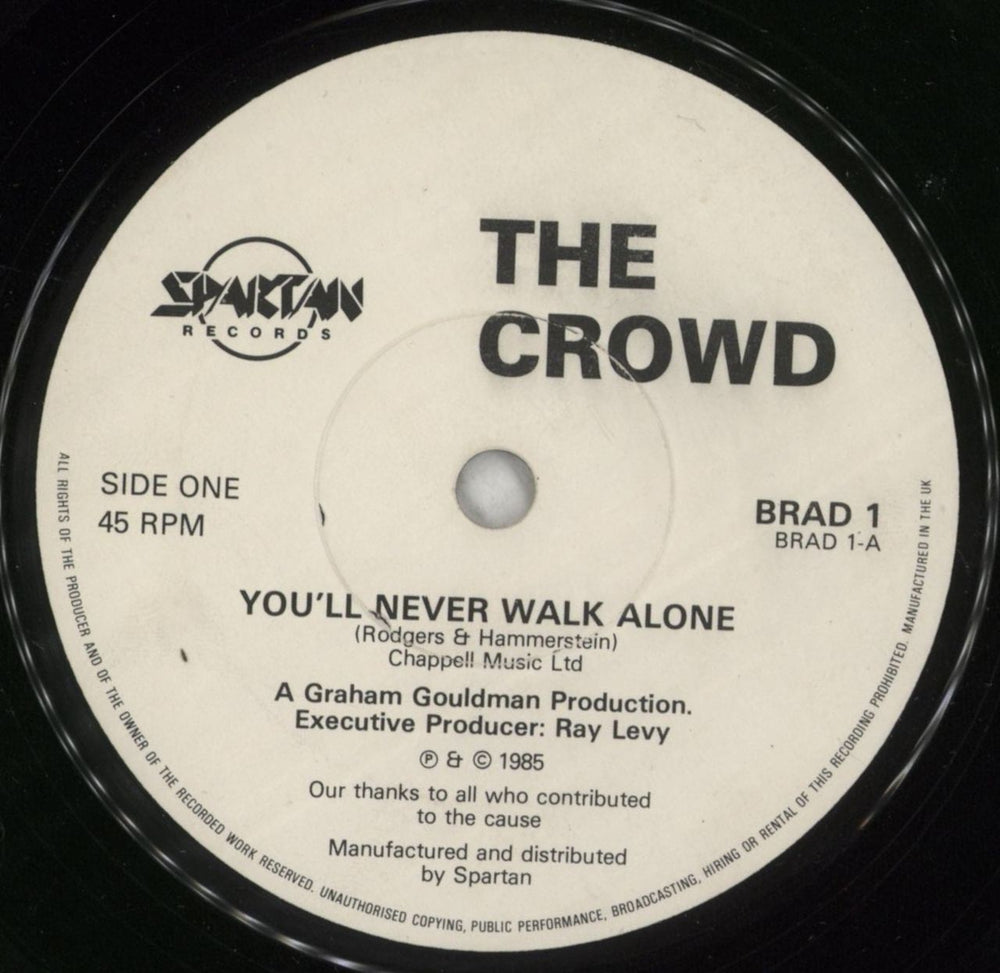 THE
CROWD
SPARTAN
RECORDS
SIDE ONE
45 RPM
BRAD 1
BRAD 1-A
YOU'LL NEVER WALK ALONE
(Rodgers & Hammerstein)
Chappell Music Ltd
A Graham Gouldman Production.
Executive Producer: Ray Levy
℗ & © 1985
Our thanks to all who contributed
to the cause
Manufactured and distributed
by Spartan
ALL RIGHTS OF THE PRODUCER AND OF THE OWNER OF THE RECORDED WORK RESERVED. UNAUTHORISED COPYING, PUBLIC PERFORMANCE, BROADCASTING, HIRING OR RENTAL OF THIS RECORDING PROHIBITED. MANUFACTURED IN THE UK